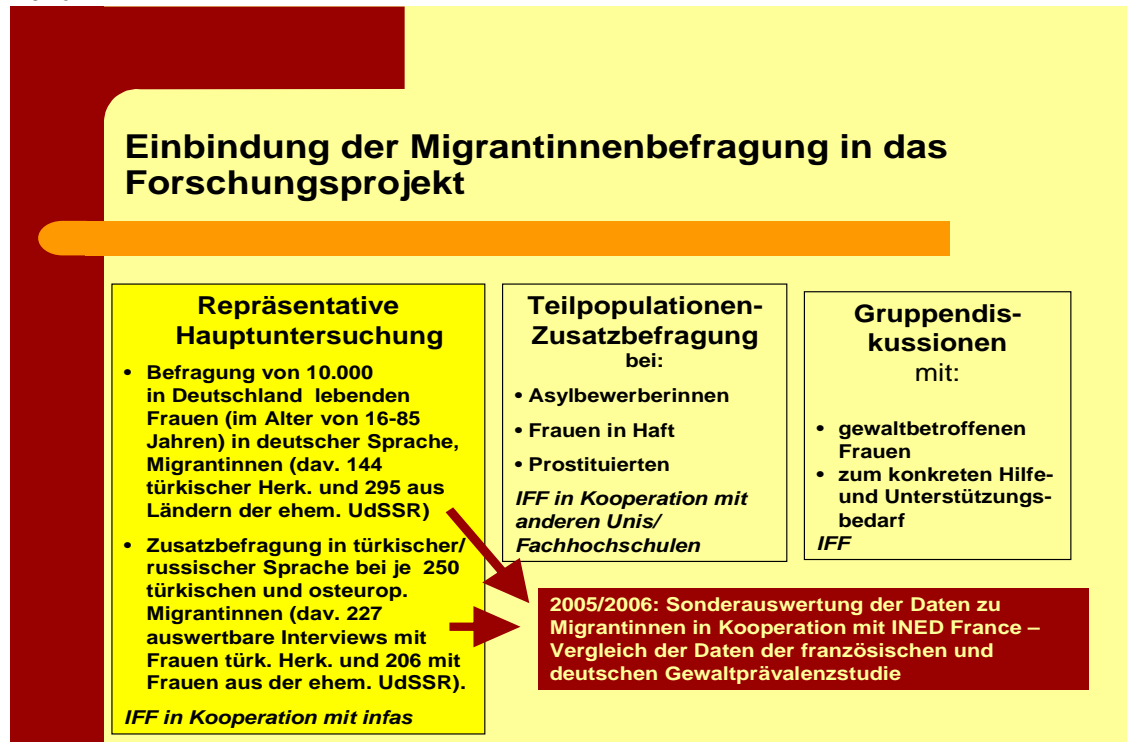 Einbindung der Migrantinnenbefragung in das
Forschungsprojekt
Repräsentative
Hauptuntersuchung
• Befragung von 10.000
in Deutschland lebenden
Frauen (im Alter von 16-85
Jahren) in deutscher Sprache,
Migrantinnen (dav. 144
türkischer Herk. und 295 aus
Ländern der ehem. UdSSR)
• Zusatzbefragung in türkischer/
russischer Sprache bei je 250
türkischen und osteurop.
Migrantinnen (dav. 227
auswertbare Interviews mit
Frauen türk. Herk. und 206 mit
Frauen aus der ehem. UdSSR).
IFF in Kooperation mit infas
Teilpopulationen-
Zusatzbefragung
bei:
• Asylbewerberinnen
• Frauen in Haft
• Prostituierten
IFF in Kooperation mit
anderen Unis/
Fachhochschulen
Gruppendis-
kussionen
mit:
• gewaltbetroffenen
Frauen
• zum konkreten Hilfe-
und Unterstützungs-
bedarf
IFF
2005/2006: Sonderauswertung der Daten zu
Migrantinnen in Kooperation mit INED France –
Vergleich der Daten der französischen und
deutschen Gewaltprävalenzstudie